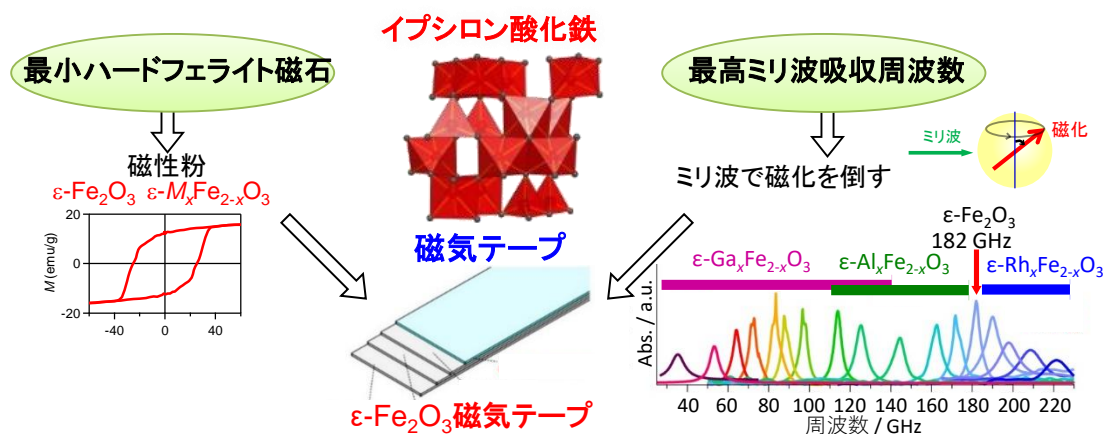 イプシロン酸化鉄
最小ハードフェライト磁石
最高ミリ波吸収周波数
磁性粉
ε-Fe2O3 ε-MxFe2-xO3
ミリ波
磁化
ミリ波で磁化を倒す
20
0
-20
M (emu/g)
-40 0 40
磁気テープ
ε-Fe2O3磁気テープ
ε-Fe2O3
182 GHz
ε-GaxFe2-xO3
ε-AlxFe2-xO3
ε-RhxFe2-xO3
Abs. / a.u.
40 60 80 100 120 140 160 180 200 220
周波数 / GHz